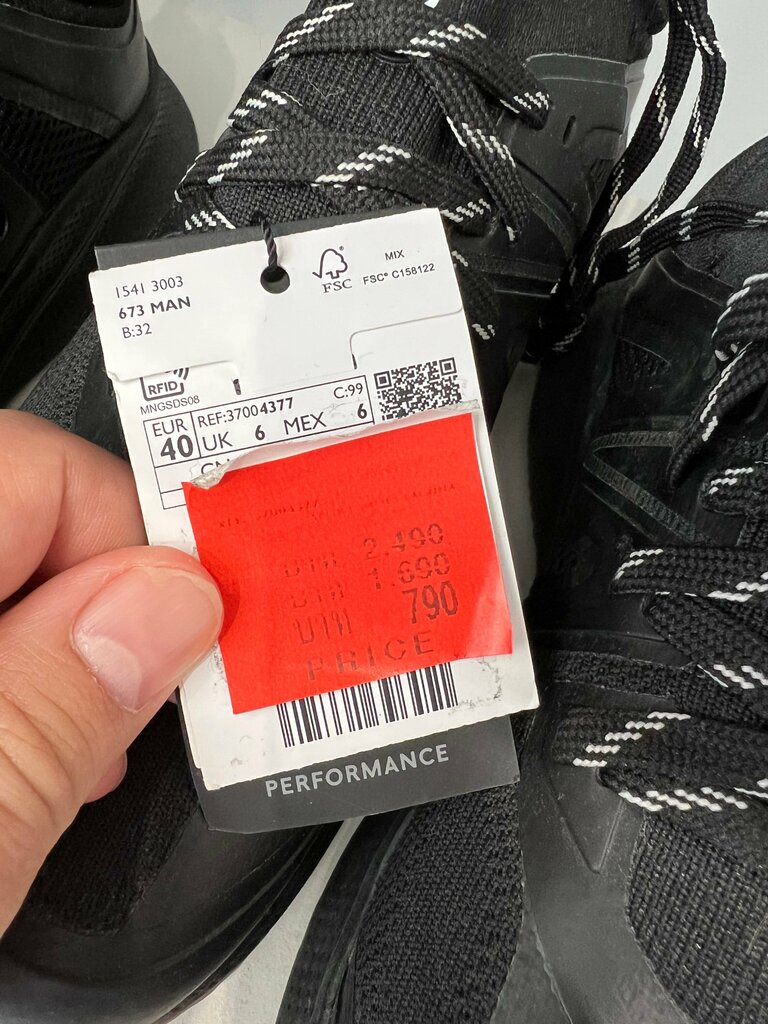 1541 3003
673 MAN
B:32
FSC®
MIX
FSC® C158122
RFID
MNGSDS08
REF:37004377
C:99
EUR
40
UK 6 MEX 6
CN
2.490
1.690
790
PRICE
PERFORMANCE